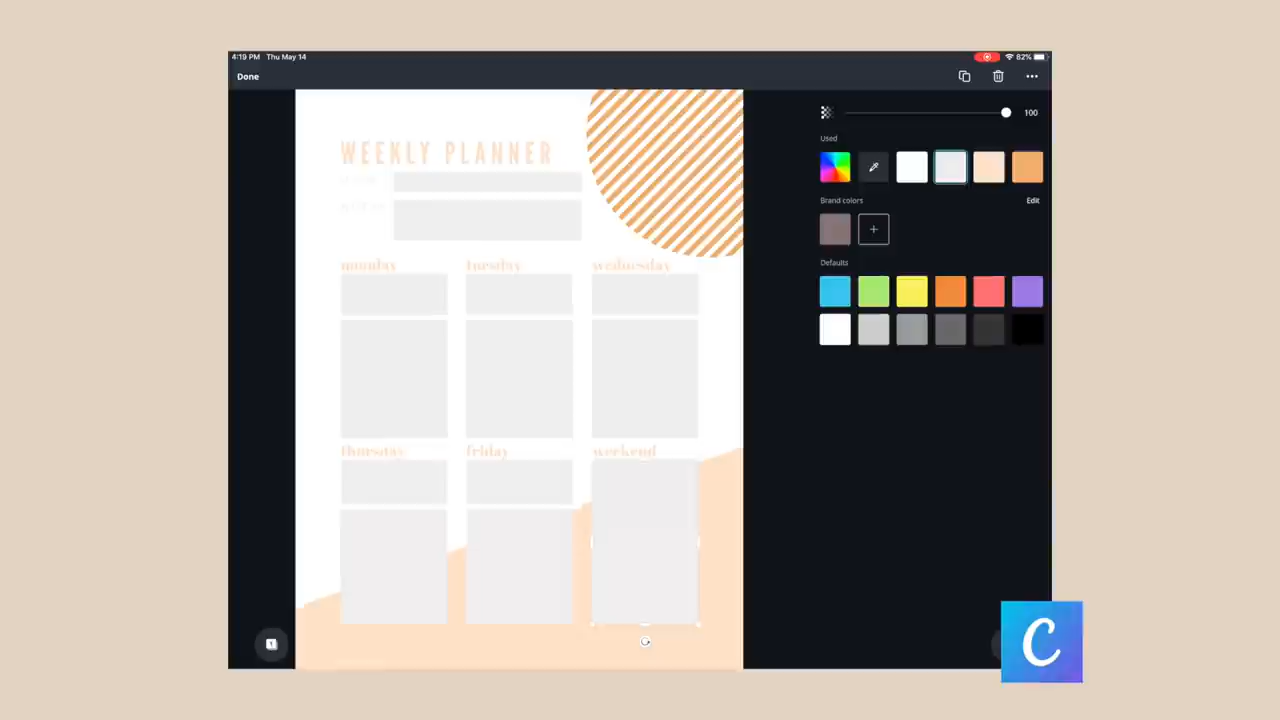 4:19 PM Thu May 14
82%
Done
100
Used
WEEKLY PLANNER
Brand colors
Edit
Defaults
monday
tuesday
wednesday
thursday
friday
weekend
1
C